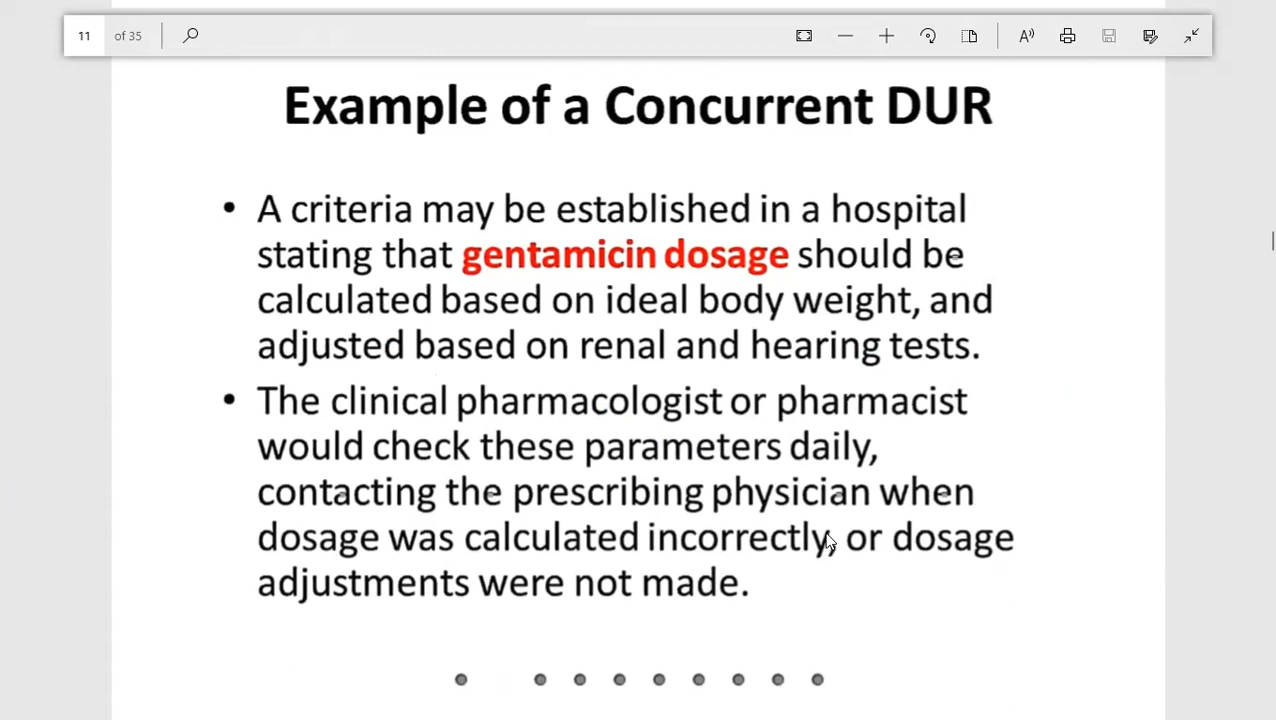 11 of 35
Example of a Concurrent DUR
• A criteria may be established in a hospital
stating that gentamicin dosage should be
calculated based on ideal body weight, and
adjusted based on renal and hearing tests.
• The clinical pharmacologist or pharmacist
would check these parameters daily,
contacting the prescribing physician when
dosage was calculated incorrectly, or dosage
adjustments were not made.